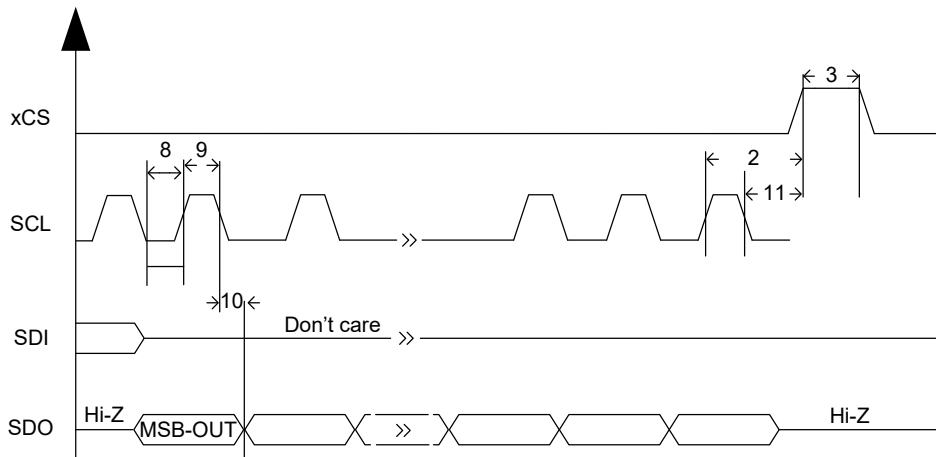 3
xCS
8 9 2
11
SCL
10
Don't care
SDI
Hi-Z MSB-OUT Hi-Z
SDO